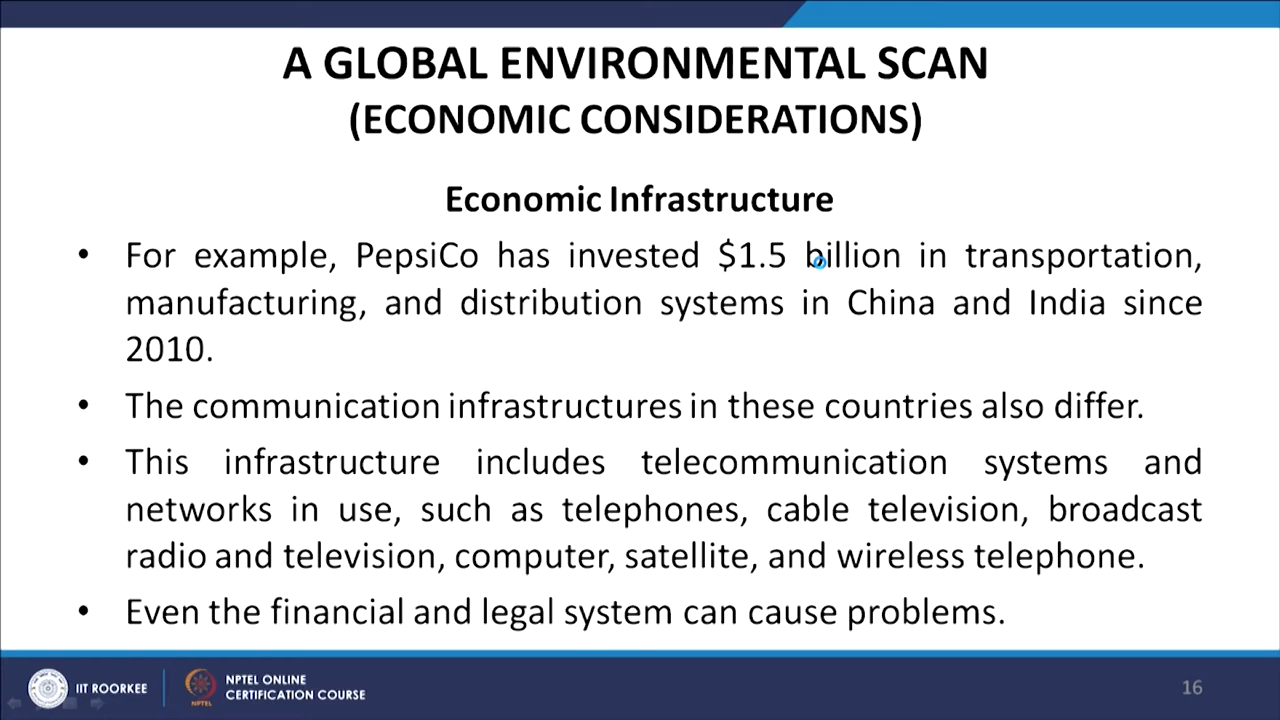 A GLOBAL ENVIRONMENTAL SCAN
(ECONOMIC CONSIDERATIONS)
Economic Infrastructure
• For example, PepsiCo has invested $1.5 billion in transportation,
manufacturing, and distribution systems in China and India since
2010.
• The communication infrastructures in these countries also differ.
• This infrastructure includes telecommunication systems and
networks in use, such as telephones, cable television, broadcast
radio and television, computer, satellite, and wireless telephone.
• Even the financial and legal system can cause problems.
IIT ROORKEE
NPTEL
NPTEL ONLINE
CERTIFICATION COURSE
16